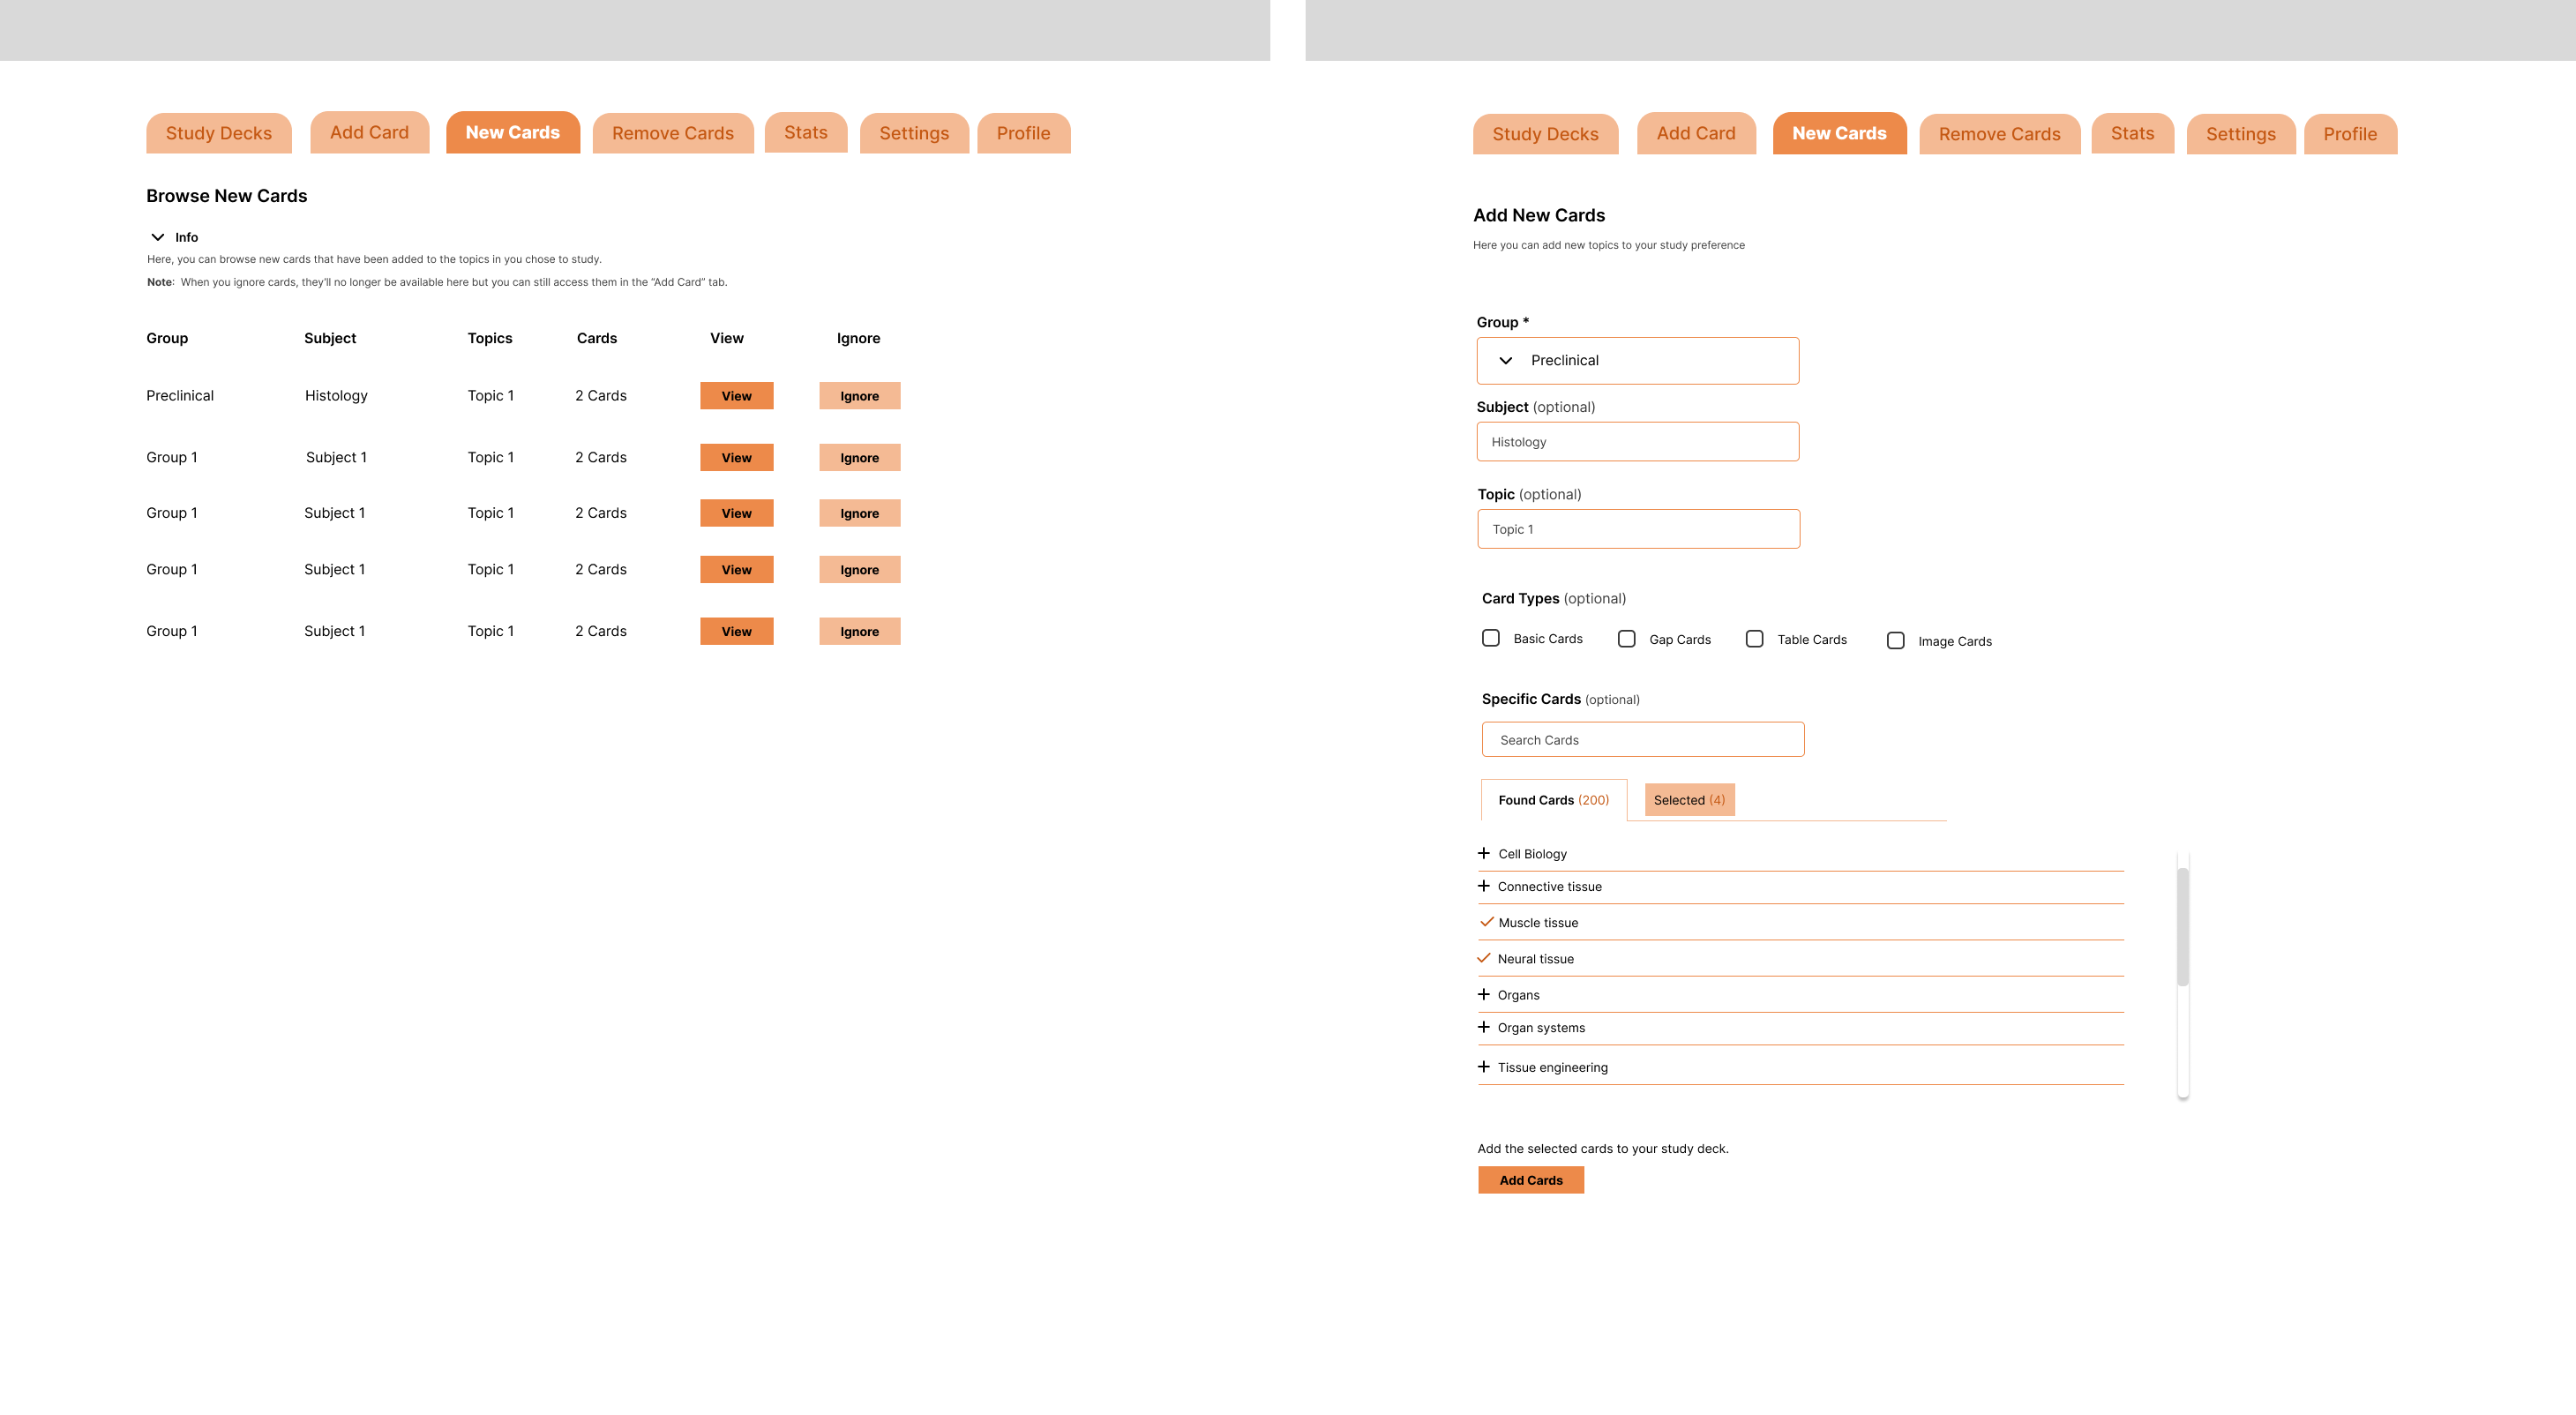 Study Decks Add Card New Cards Remove Cards Stats Settings Profile
Browse New Cards
Info
Here, you can browse new cards that have been added to the topics in you chose to study.
Note: When you ignore cards, they'll no longer be available here but you can still access them in the “Add Card” tab.
Group Subject Topics Cards View Ignore
Preclinical Histology Topic 1 2 Cards View Ignore
Group 1 Subject 1 Topic 1 2 Cards View Ignore
Group 1 Subject 1 Topic 1 2 Cards View Ignore
Group 1 Subject 1 Topic 1 2 Cards View Ignore
Group 1 Subject 1 Topic 1 2 Cards View Ignore
Study Decks Add Card New Cards Remove Cards Stats Settings Profile
Add New Cards
Here you can add new topics to your study preference
Group *
Preclinical
Subject (optional)
Histology
Topic (optional)
Topic 1
Card Types (optional)
Basic Cards Gap Cards Table Cards Image Cards
Specific Cards (optional)
Search Cards
Found Cards (200) Selected (4)
Cell Biology
Connective tissue
Muscle tissue
Neural tissue
Organs
Organ systems
Tissue engineering
Add the selected cards to your study deck.
Add Cards